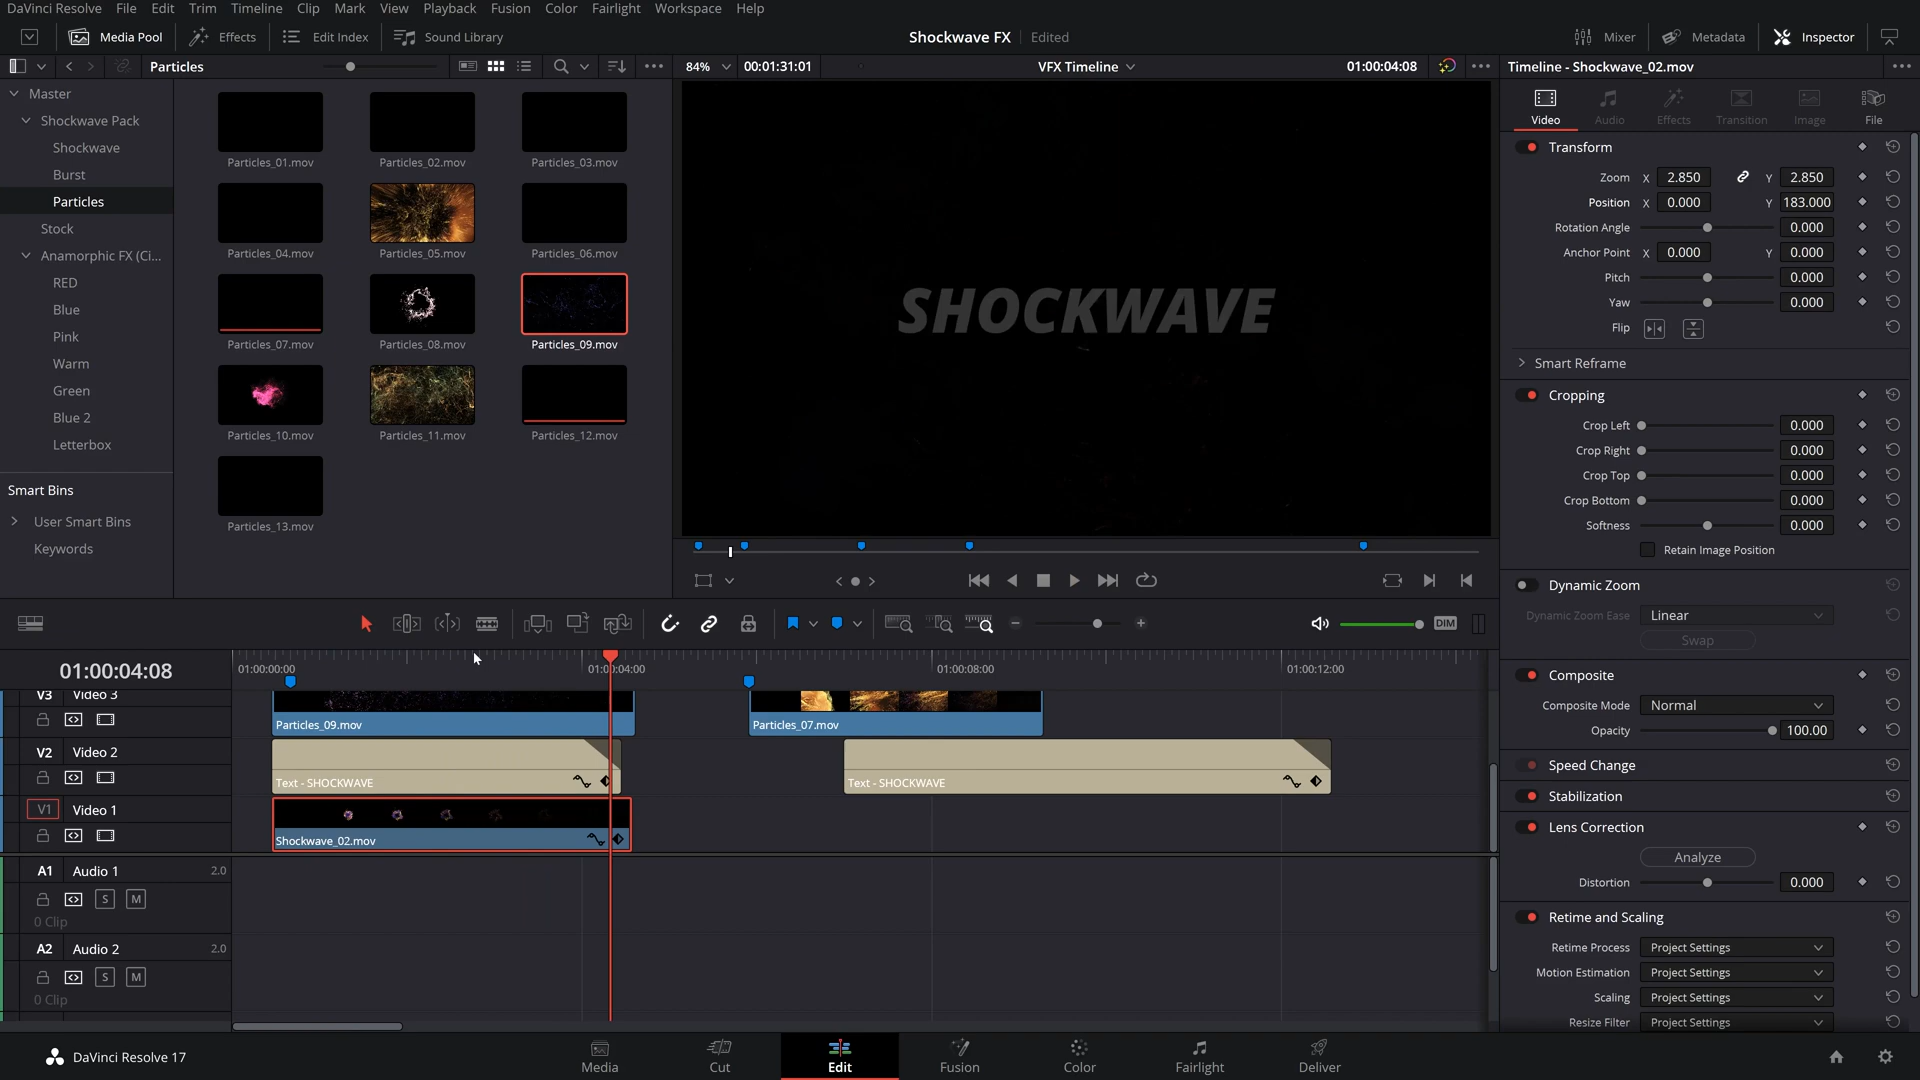 DaVinci Resolve File Edit Trim Timeline Clip Mark View Playback Fusion Color Fairlight Workspace Help
Media Pool Effects Edit Index Sound Library
Shockwave FX Edited
Mixer Metadata Inspector
Particles
84% 00:01:31:01 VFX Timeline 01:00:04:08
Timeline - Shockwave_02.mov
Master
Shockwave Pack
Shockwave
Burst
Particles
Stock
Anamorphic FX (Ci...
RED
Blue
Pink
Warm
Green
Blue 2
Letterbox
Smart Bins
User Smart Bins
Keywords
Particles_01.mov Particles_02.mov Particles_03.mov
Particles_04.mov Particles_05.mov Particles_06.mov
Particles_07.mov Particles_08.mov Particles_09.mov
Particles_10.mov Particles_11.mov Particles_12.mov
Particles_13.mov
SHOCKWAVE
Video Audio Effects Transition Image File
Transform
Zoom X 2.850 Y 2.850
Position X 0.000 Y 183.000
Rotation Angle 0.000
Anchor Point X 0.000 Y 0.000
Pitch 0.000
Yaw 0.000
Flip
Smart Reframe
Cropping
Crop Left 0.000
Crop Right 0.000
Crop Top 0.000
Crop Bottom 0.000
Softness 0.000
Retain Image Position
Dynamic Zoom
Dynamic Zoom Ease Linear
Swap
Composite
Composite Mode Normal
Opacity 100.00
Speed Change
Stabilization
Lens Correction
Analyze
Distortion 0.000
Retime and Scaling
Retime Process Project Settings
Motion Estimation Project Settings
Scaling Project Settings
Resize Filter Project Settings
DIM
01:00:04:08
01:00:00:00 01:00:04:00 01:00:08:00 01:00:12:00
V3 Video 3
Particles_09.mov Particles_07.mov
V2 Video 2
Text - SHOCKWAVE Text - SHOCKWAVE
V1 Video 1
Shockwave_02.mov
A1 Audio 1 2.0
S M
0 Clip
A2 Audio 2 2.0
S M
0 Clip
DaVinci Resolve 17
Media Cut Edit Fusion Color Fairlight Deliver